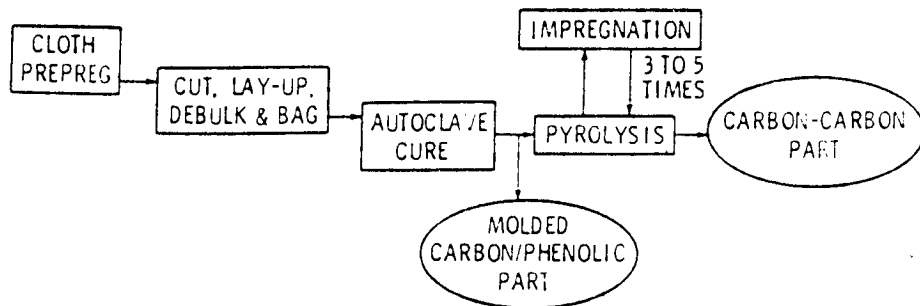 CLOTH
PREPREG
CUT, LAY-UP,
DEBULK & BAG
AUTOCLAVE
CURE
IMPREGNATION
3 TO 5
TIMES
PYROLYSIS
CARBON-CARBON
PART
MOLDED
CARBON/PHENOLIC
PART